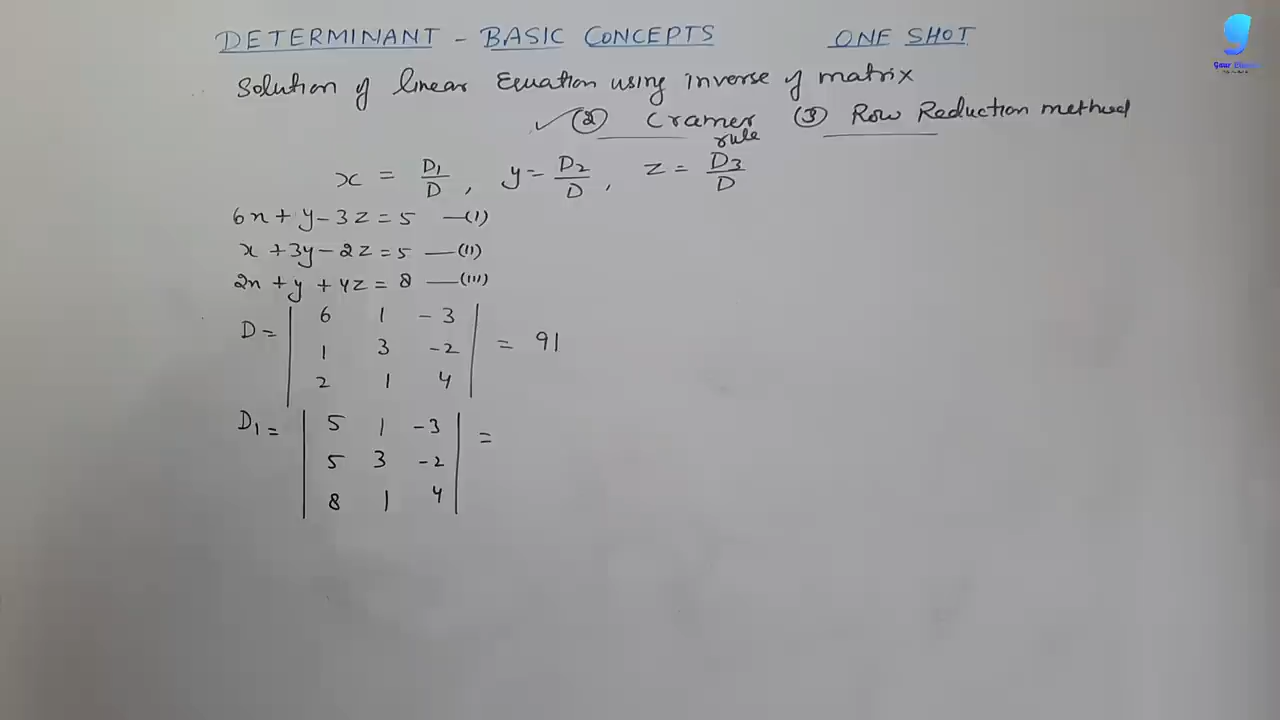 DETERMINANT - BASIC CONCEPTS ONE SHOT
Solution of linear Equation using inverse of matrix
② Cramer rule ③ Row Reduction method
x = D₁/D , y = D₂/D , z = D₃/D
6x + y - 3z = 5 —(I)
x + 3y - 2z = 5 —(II)
2x + y + 4z = 8 —(III)
D = | 6 1 -3 | = 91
| 1 3 -2 |
| 2 1 4 |
D₁ = | 5 1 -3 | =
| 5 3 -2 |
| 8 1 4 |